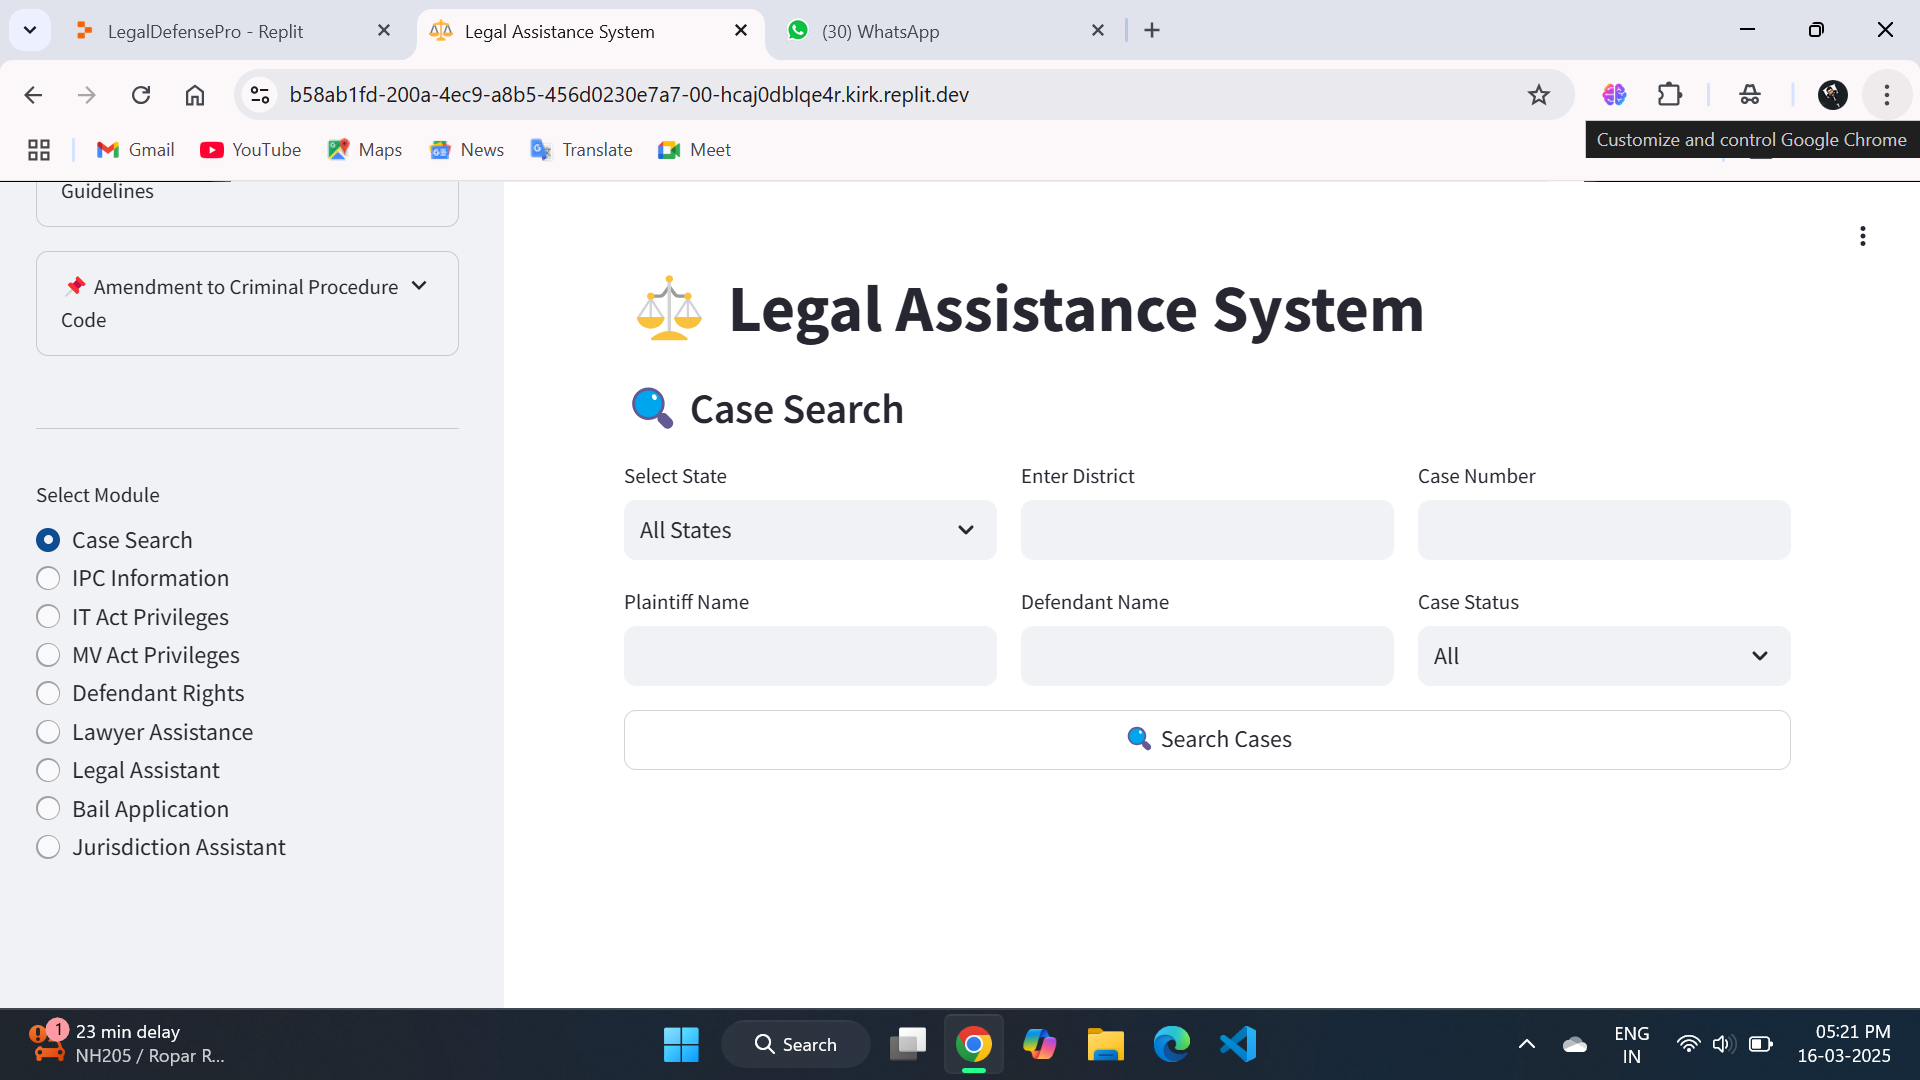 LegalDefensePro - Replit
Legal Assistance System
(30) WhatsApp
b58ab1fd-200a-4ec9-a8b5-456d0230e7a7-00-hcaj0dblqe4r.kirk.replit.dev
Gmail
YouTube
Maps
News
Translate
Meet
Customize and control Google Chrome
Guidelines
Amendment to Criminal Procedure
Code
Select Module
Case Search
IPC Information
IT Act Privileges
MV Act Privileges
Defendant Rights
Lawyer Assistance
Legal Assistant
Bail Application
Jurisdiction Assistant
Legal Assistance System
Case Search
Select State
Enter District
Case Number
All States
Plaintiff Name
Defendant Name
Case Status
All
Search Cases
1
23 min delay
NH205 / Ropar R...
Search
ENG
IN
05:21 PM
16-03-2025